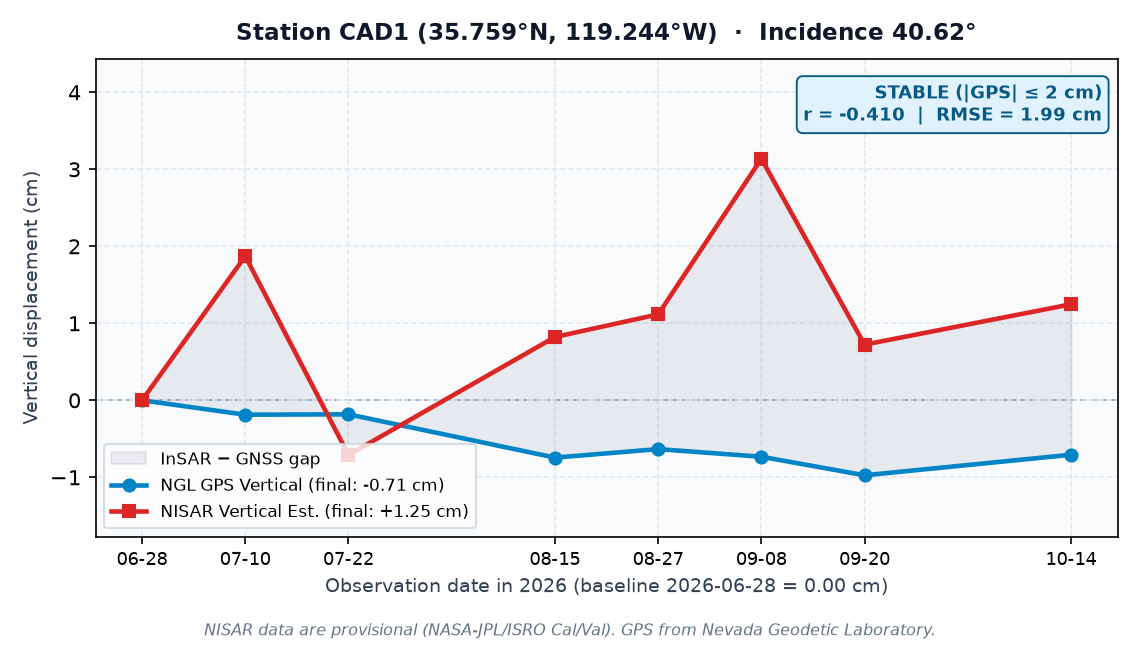 Station CAD1 (35.759°N, 119.244°W)  ·  Incidence 40.62°
STABLE (|GPS| ≤ 2 cm)
r = -0.410  |  RMSE = 1.99 cm
Vertical displacement (cm)
4
3
2
1
0
−1
InSAR − GNSS gap
NGL GPS Vertical (final: -0.71 cm)
NISAR Vertical Est. (final: +1.25 cm)
06-28 07-10 07-22 08-15 08-27 09-08 09-20 10-14
Observation date in 2026 (baseline 2026-06-28 = 0.00 cm)
NISAR data are provisional (NASA-JPL/ISRO Cal/Val). GPS from Nevada Geodetic Laboratory.